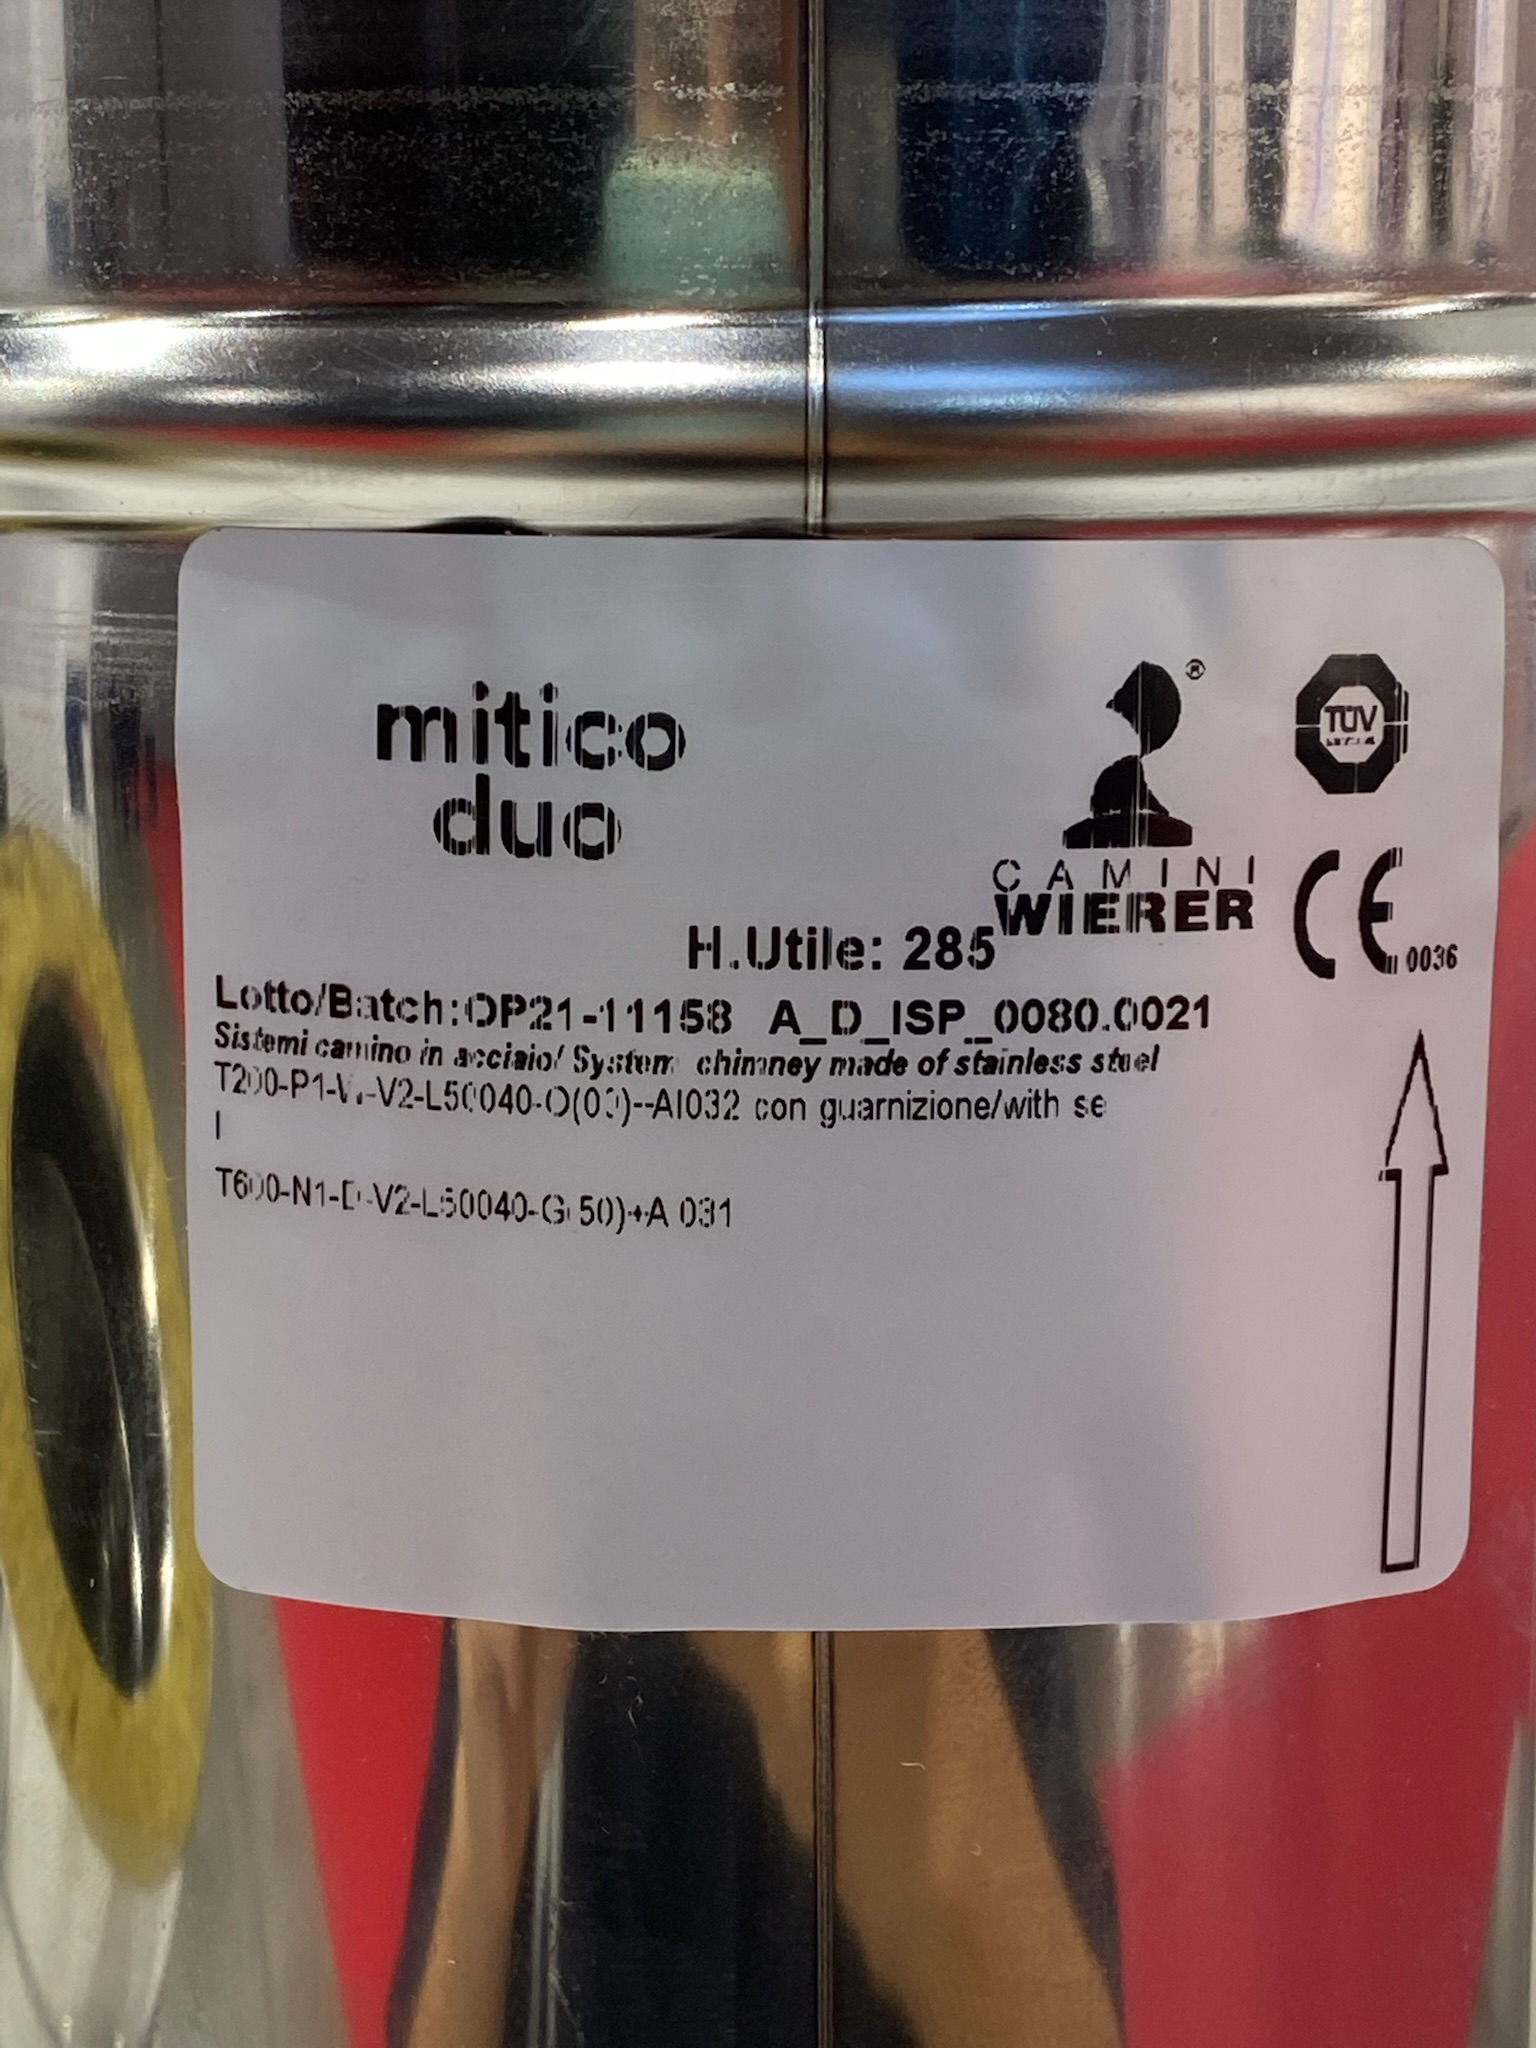 mitico
duo
®
TÜV
CAMINI
WIERER
CE 0036
H.Utile: 285
Lotto/Batch:OP21-11158 A_D_ISP_0080.0021
Sistemi camino in acciaio/ System chimney made of stainless steel
con guarnizione/with se
l